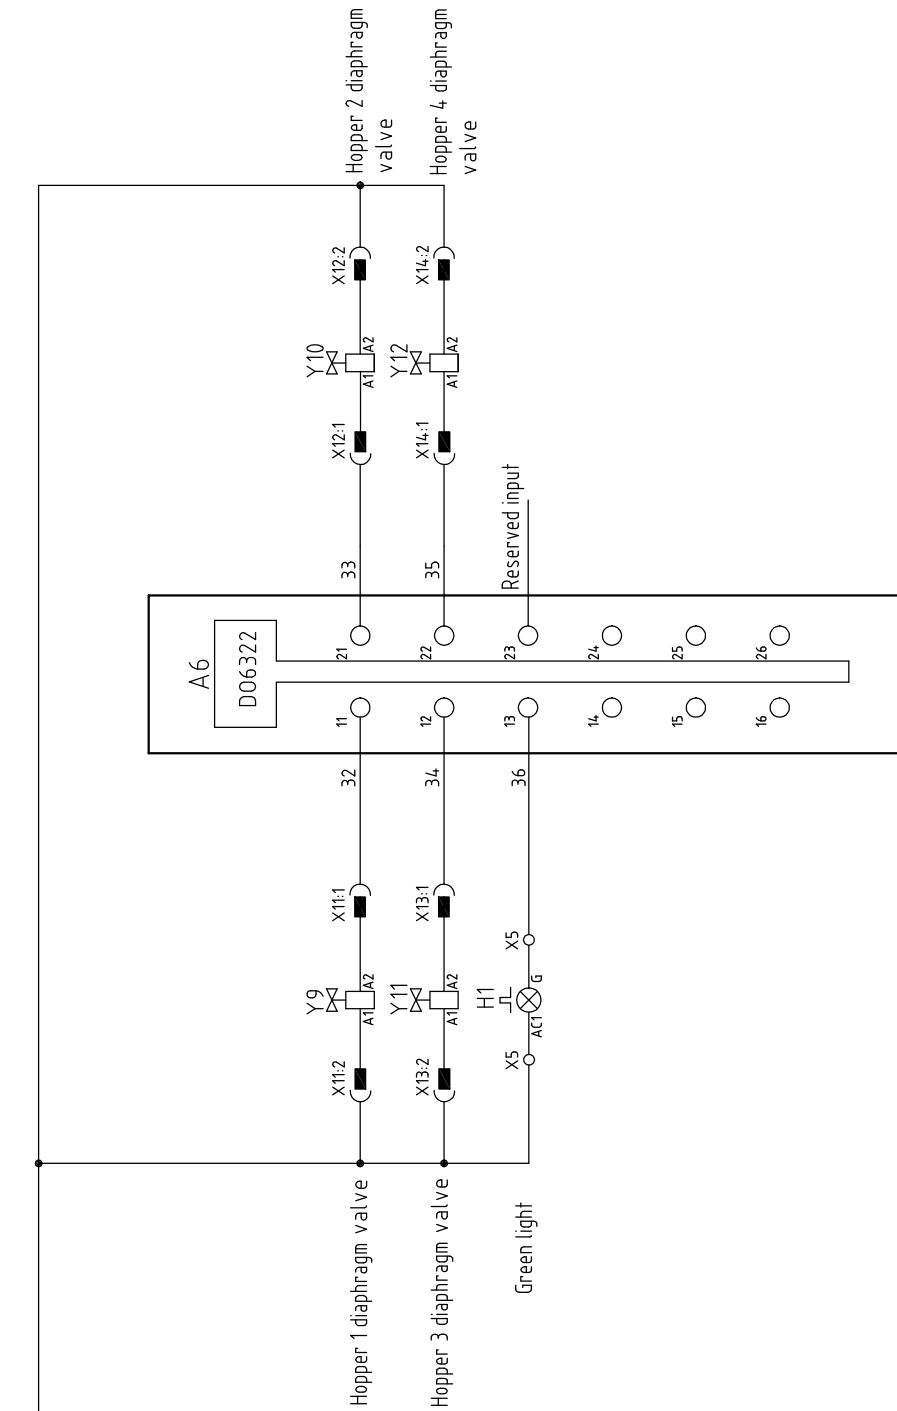 Hopper 2 diaphragm
valve
Hopper 4 diaphragm
valve
X12:2
X14:2
Y10
A2
A1
Y12
A2
A1
X12:1
X14:1
33
35
Reserved input
A6
DO6322
21
22
23
24
25
26
11
12
13
14
15
16
32
34
36
X11:1
X13:1
X5
Y9
A2
A1
Y11
A2
A1
H1
G
AC1
X11:2
X13:2
X5
Hopper 1 diaphragm valve
Hopper 3 diaphragm valve
Green light